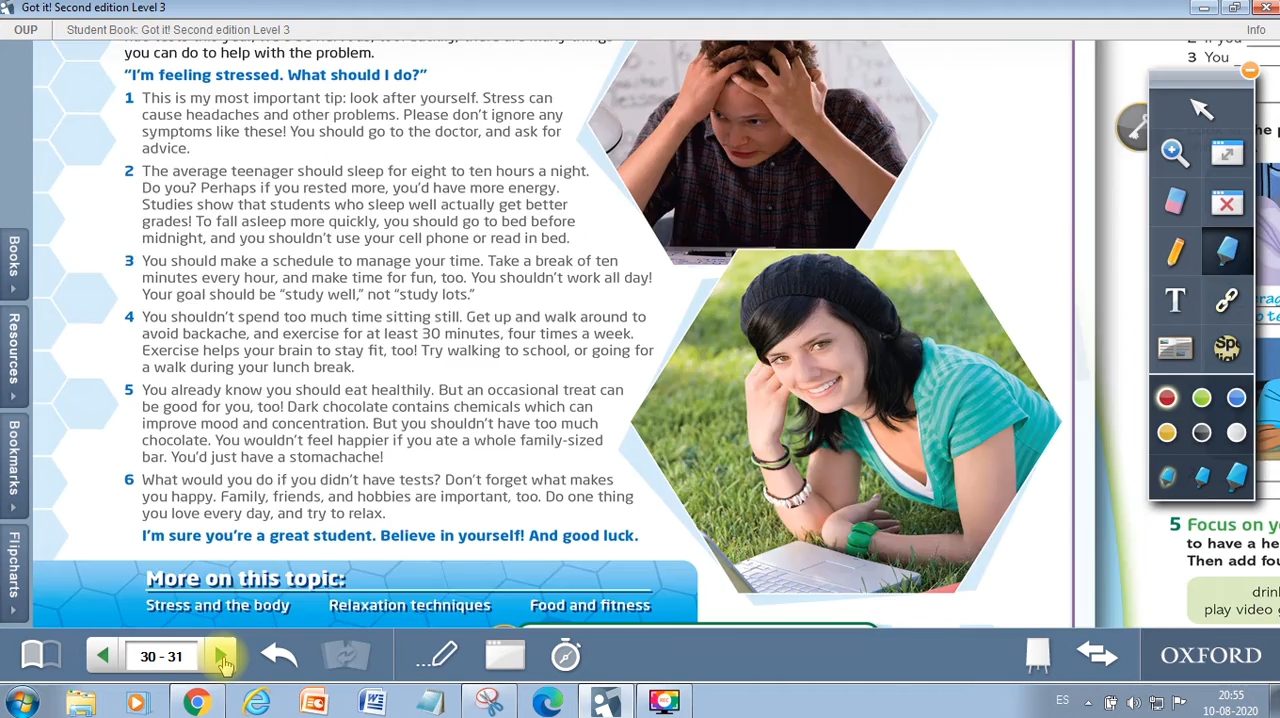 Got it! Second edition Level 3
OUP Student Book: Got it! Second edition Level 3 Info
you can do to help with the problem.
"I'm feeling stressed. What should I do?"
1 This is my most important tip: look after yourself. Stress can
cause headaches and other problems. Please don't ignore any
symptoms like these! You should go to the doctor, and ask for
advice.
2 The average teenager should sleep for eight to ten hours a night.
Do you? Perhaps if you rested more, you'd have more energy.
Studies show that students who sleep well actually get better
grades! To fall asleep more quickly, you should go to bed before
midnight, and you shouldn't use your cell phone or read in bed.
3 You should make a schedule to manage your time. Take a break of ten
minutes every hour, and make time for fun, too. You shouldn't work all day!
Your goal should be "study well," not "study lots."
4 You shouldn't spend too much time sitting still. Get up and walk around to
avoid backache, and exercise for at least 30 minutes, four times a week.
Exercise helps your brain to stay fit, too! Try walking to school, or going for
a walk during your lunch break.
5 You already know you should eat healthily. But an occasional treat can
be good for you, too! Dark chocolate contains chemicals which can
improve mood and concentration. But you shouldn't have too much
chocolate. You wouldn't feel happier if you ate a whole family-sized
bar. You'd just have a stomachache!
6 What would you do if you didn't have tests? Don't forget what makes
you happy. Family, friends, and hobbies are important, too. Do one thing
you love every day, and try to relax.
I'm sure you're a great student. Believe in yourself! And good luck.
More on this topic:
Stress and the body Relaxation techniques Food and fitness
3 You
5 Focus on y
to have a he
Then add fou
drin
play video
Books
Resources
Bookmarks
Flipcharts
T
Spo
30 - 31
OXFORD
ES
20:55
10-08-2020